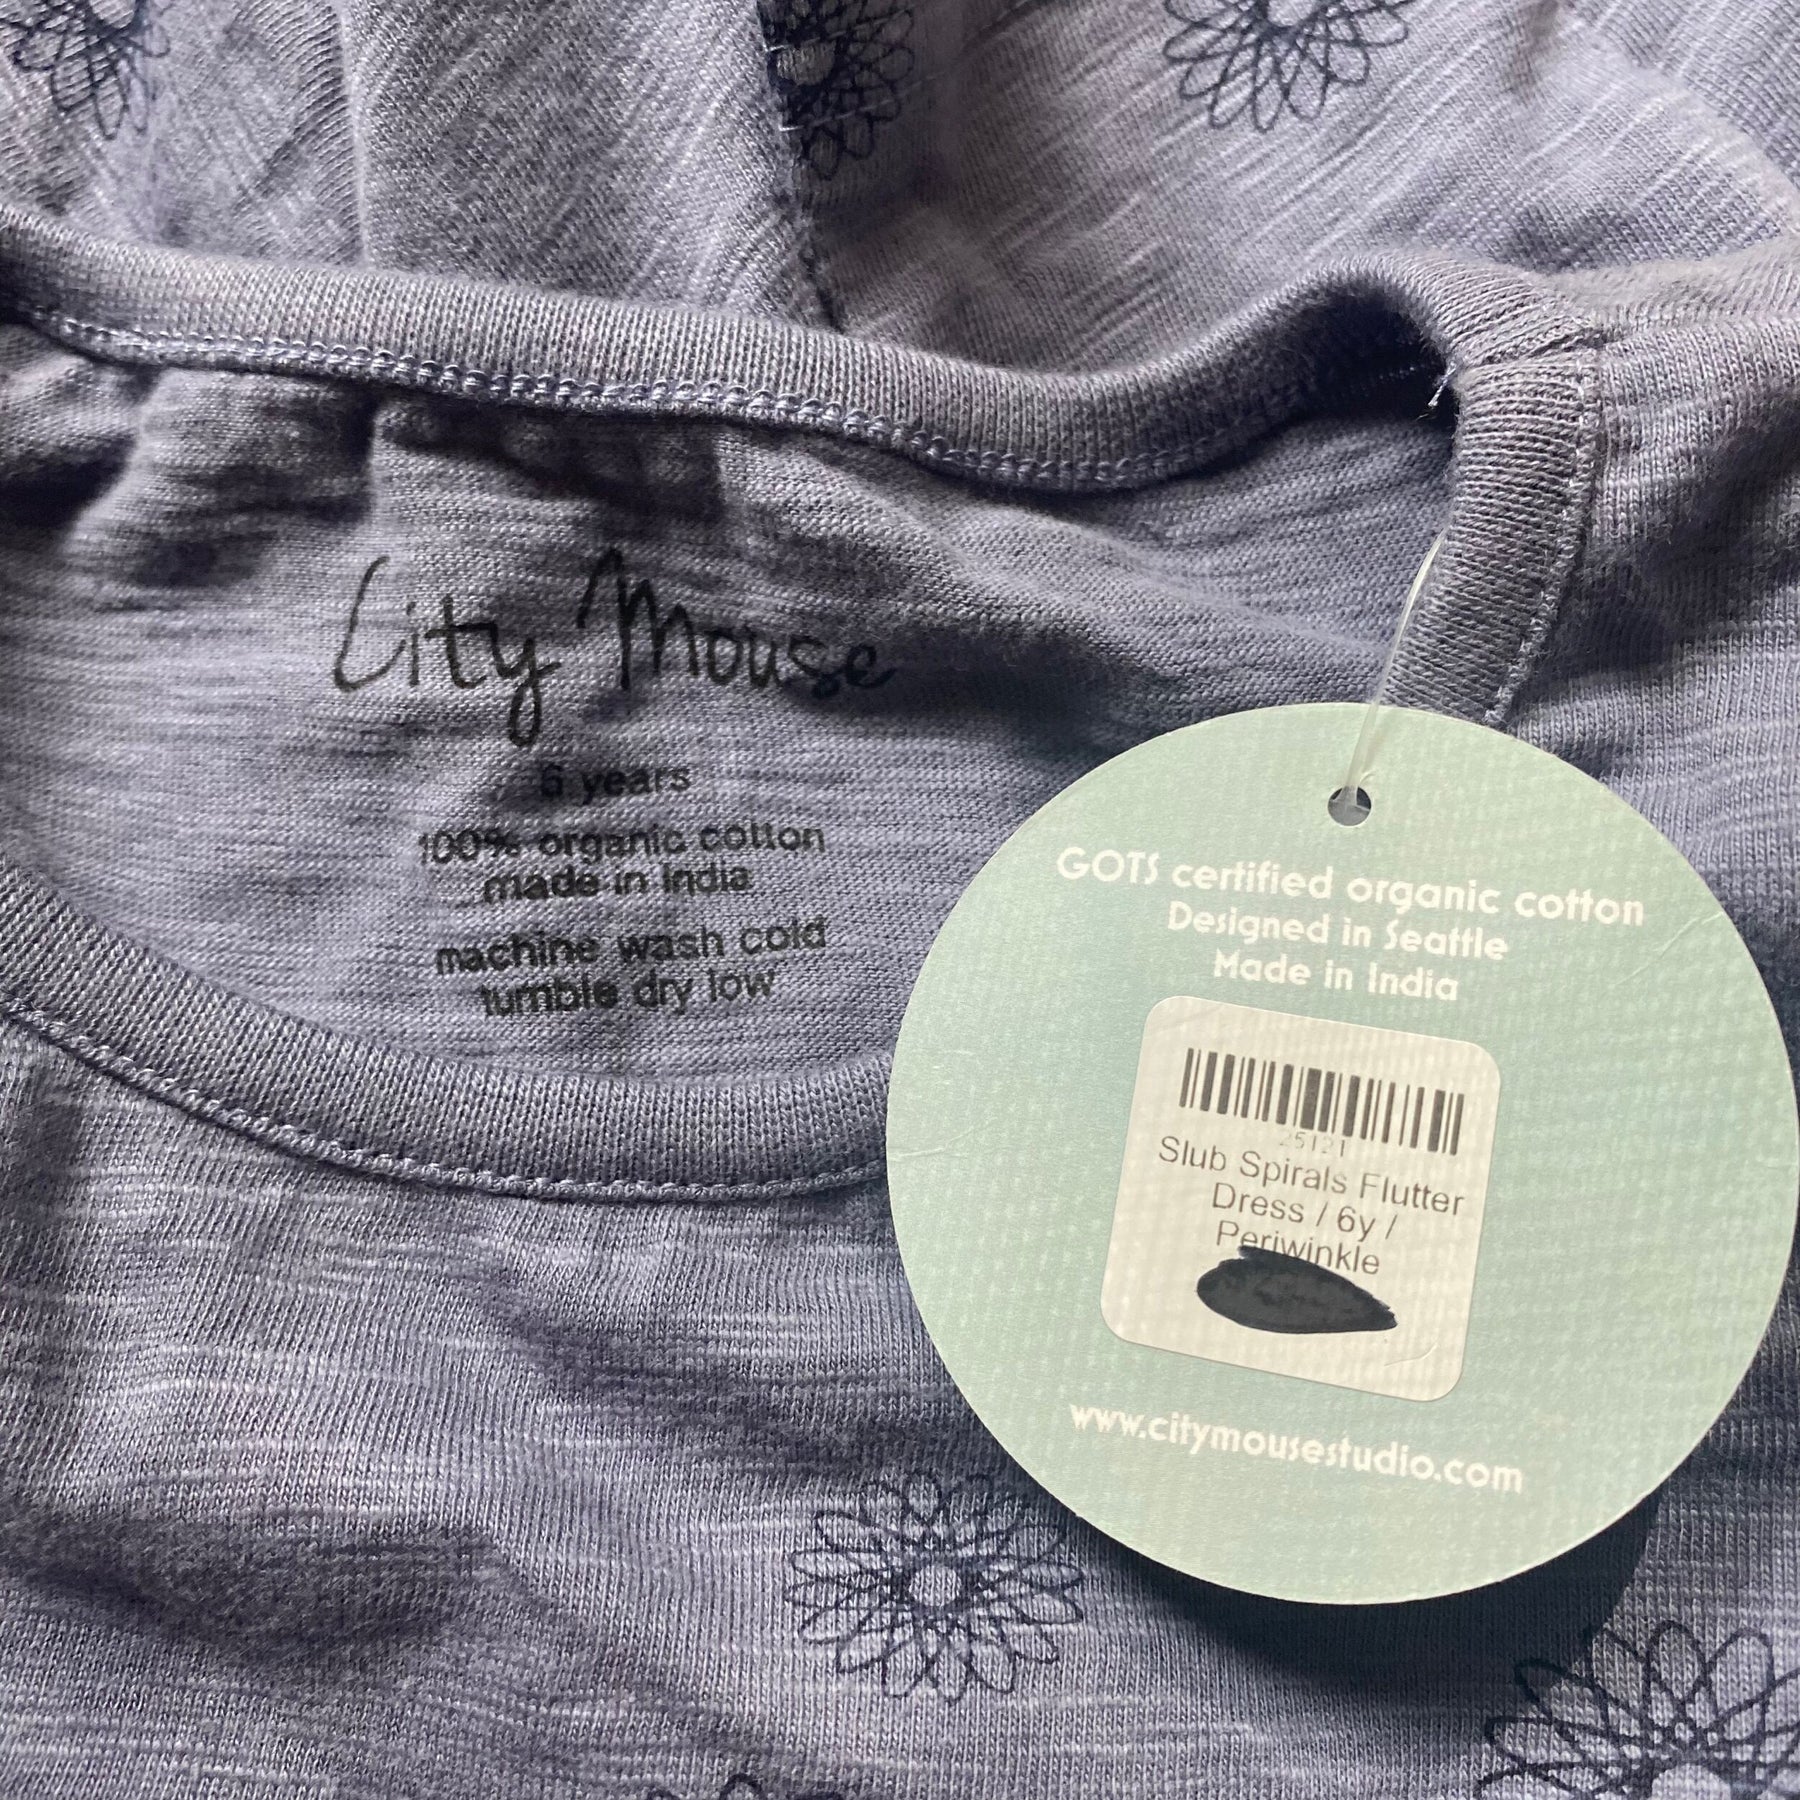 City Mouse
6 years
100% organic cotton
made in India
machine wash cold
tumble dry low
GOTS certified organic cotton
Designed in Seattle
Made in India
25121
Slub Spirals Flutter
Dress / 6y /
Periwinkle
www.citymousestudio.com